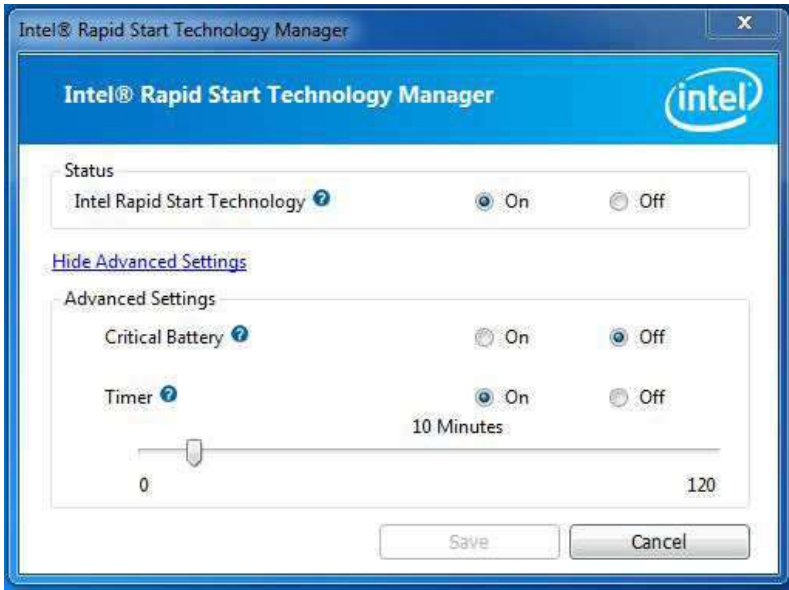 Intel® Rapid Start Technology Manager
X
Intel® Rapid Start Technology Manager
intel
Status
Intel Rapid Start Technology ? On Off
Hide Advanced Settings
Advanced Settings
Critical Battery ? On Off
Timer ? On Off
10 Minutes
0 120
Save Cancel